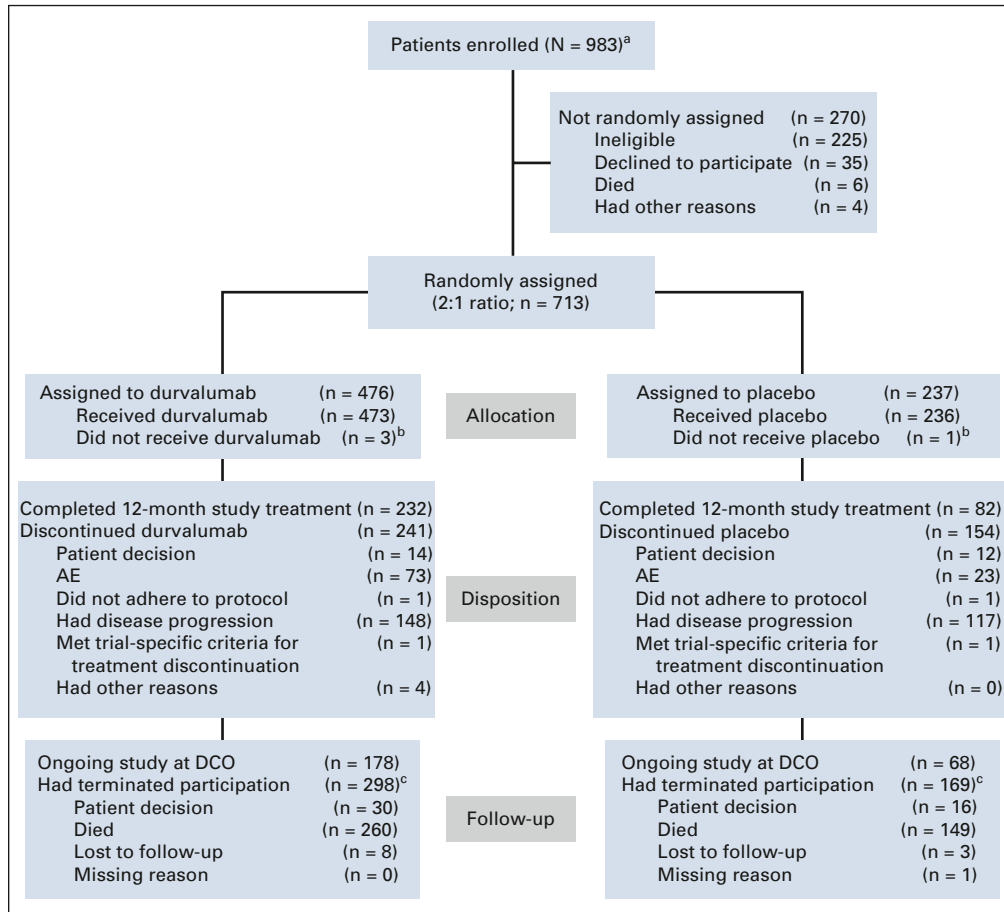 Patients enrolled (N = 983)a
Not randomly assigned (n = 270)
Ineligible (n = 225)
Declined to participate (n = 35)
Died (n = 6)
Had other reasons (n = 4)
Randomly assigned
(2:1 ratio; n = 713)
Assigned to durvalumab (n = 476)
Received durvalumab (n = 473)
Did not receive durvalumab (n = 3)b
Allocation
Assigned to placebo (n = 237)
Received placebo (n = 236)
Did not receive placebo (n = 1)b
Completed 12-month study treatment (n = 232)
Discontinued durvalumab (n = 241)
Patient decision (n = 14)
AE (n = 73)
Did not adhere to protocol (n = 1)
Had disease progression (n = 148)
Met trial-specific criteria for (n = 1)
treatment discontinuation
Had other reasons (n = 4)
Disposition
Completed 12-month study treatment (n = 82)
Discontinued placebo (n = 154)
Patient decision (n = 12)
AE (n = 23)
Did not adhere to protocol (n = 1)
Had disease progression (n = 117)
Met trial-specific criteria for (n = 1)
treatment discontinuation
Had other reasons (n = 0)
Ongoing study at DCO (n = 178)
Had terminated participation (n = 298)c
Patient decision (n = 30)
Died (n = 260)
Lost to follow-up (n = 8)
Missing reason (n = 0)
Follow-up
Ongoing study at DCO (n = 68)
Had terminated participation (n = 169)c
Patient decision (n = 16)
Died (n = 149)
Lost to follow-up (n = 3)
Missing reason (n = 1)